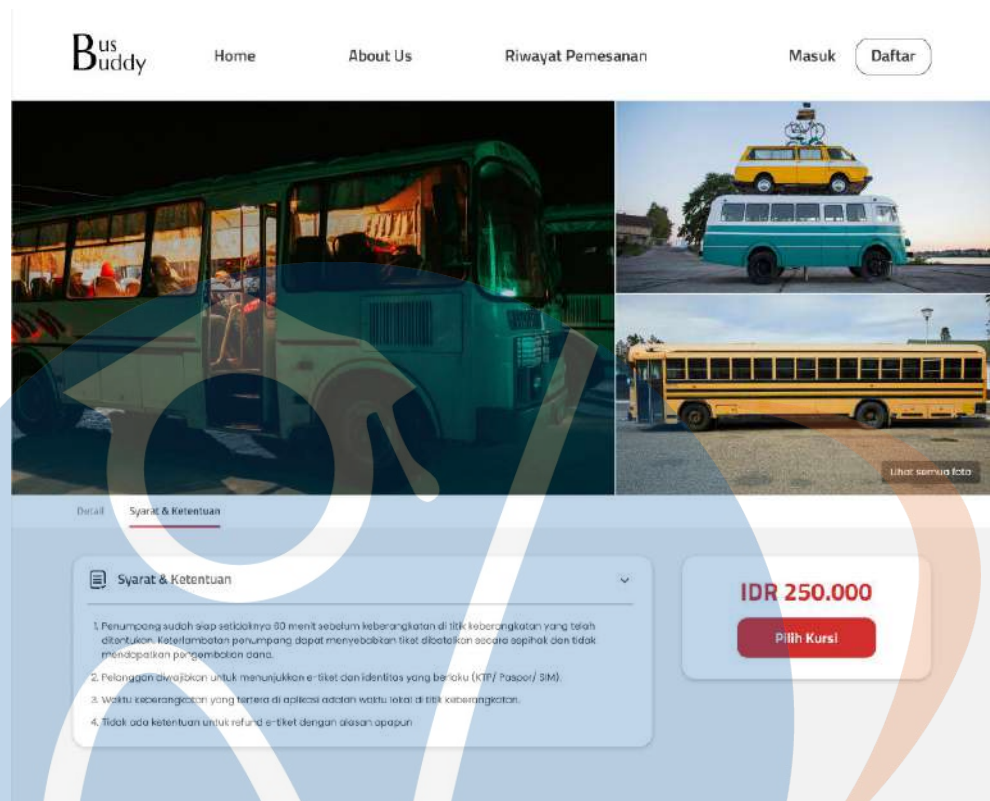 Bus
Buddy
Home
About Us
Riwayat Pemesanan
Masuk
Daftar
Lihat semua foto
Detail
Syarat & Ketentuan
Syarat & Ketentuan
1. Penumpang sudah siap setidaknya 60 menit sebelum keberangkatan di titik keberangkatan yang telah
ditentukan. Keterlambatan penumpang dapat menyebabkan tiket dibatalkan secara sepihak dan tidak
mendapatkan pengembalian dana.
2. Pelanggan diwajibkan untuk menunjukkan e-tiket dan identitas yang berlaku (KTP/ Paspor/ SIM).
3. Waktu keberangkatan yang tertera di aplikasi adalah waktu lokal di titik keberangkatan.
4. Tidak ada ketentuan untuk refund e-tiket dengan alasan apapun
IDR 250.000
Pilih Kursi